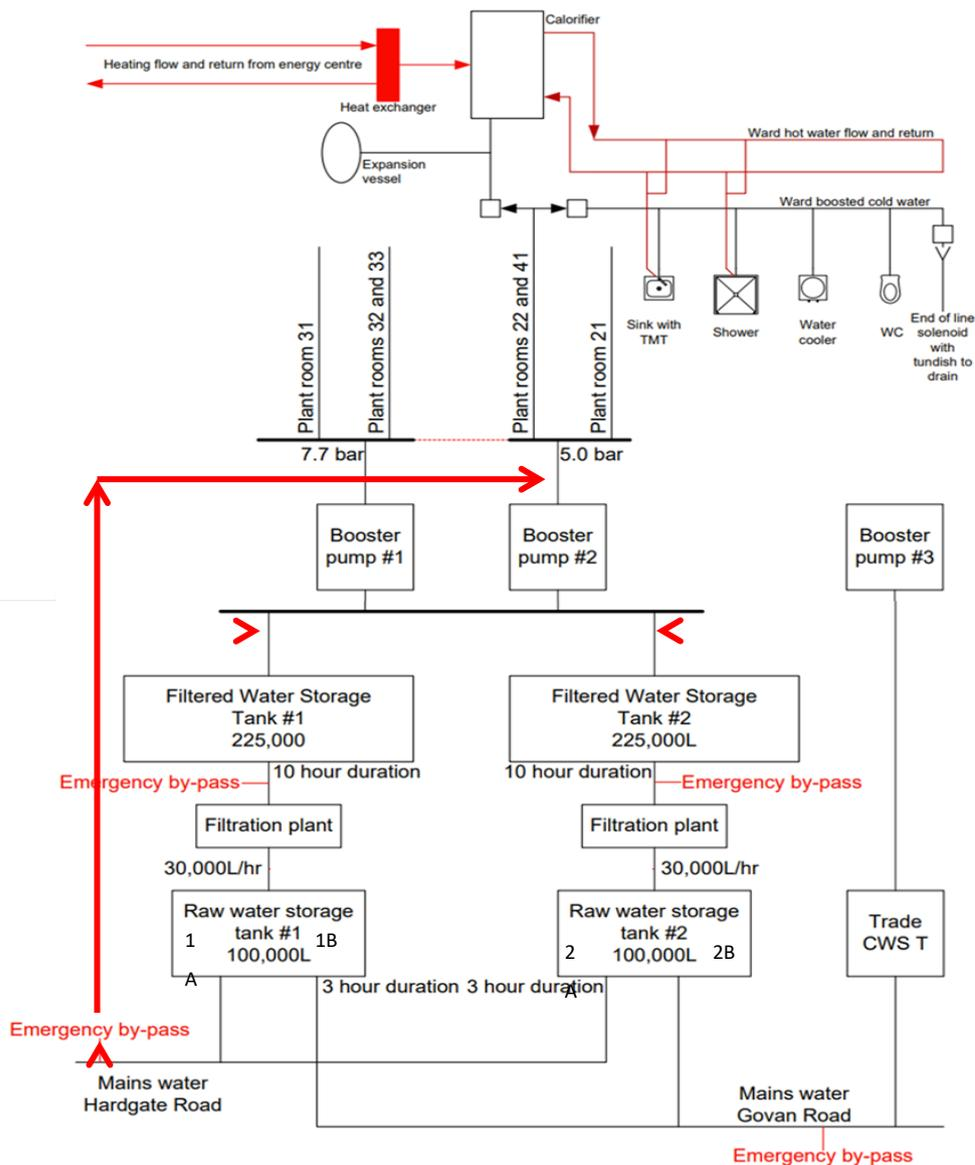 Calorifier
Heating flow and return from energy centre
Heat exchanger
Ward hot water flow and return
Expansion
vessel
Ward boosted cold water
Plant room 31
Plant rooms 32 and 33
Plant rooms 22 and 41
Plant room 21
Sink with
TMT
Shower
Water
cooler
WC
End of line
solenoid
with
tundish to
drain
7.7 bar
5.0 bar
Booster
pump #1
Booster
pump #2
Booster
pump #3
Filtered Water Storage
Tank #1
225,000
Filtered Water Storage
Tank #2
225,000L
10 hour duration
10 hour duration
Emergency by-pass
Emergency by-pass
Filtration plant
Filtration plant
30,000L/hr
30,000L/hr
Raw water storage
tank #1
100,000L
1
A
1B
Raw water storage
tank #2
100,000L
2
A
2B
Trade
CWS T
3 hour duration
3 hour duration
Emergency by-pass
Mains water
Hardgate Road
Mains water
Govan Road
Emergency by-pass